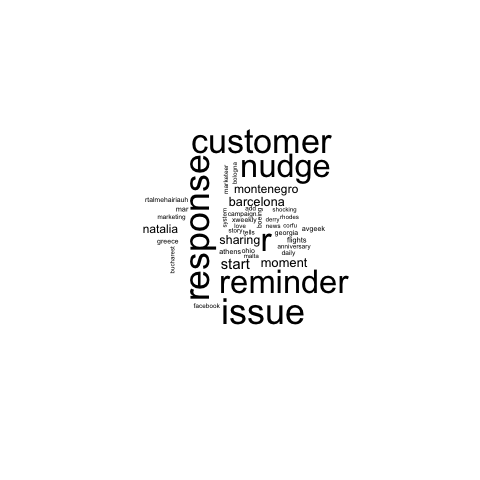 customer
response
nudge
marketeer
bologna
montenegro
rtalmehairiauh
barcelona
mar
add
shocking
marketing
system
campaign
boeing
rhodes
xweekly
derry
natalia
love
news
corfu
story
tells
georgia
avgeek
greece
sharing
r
flights
anniversary
athens
ohio
malta
daily
bucharest
start
moment
reminder
facebook
issue